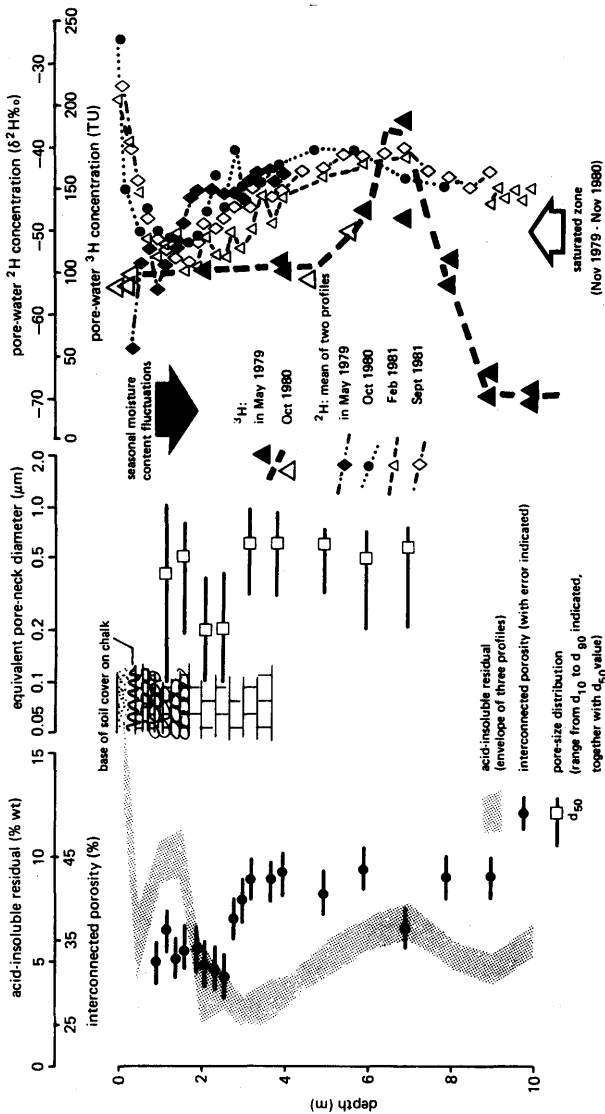 acid-insoluble residual (% wt)
0 5 10 15
25 35 45
interconnected porosity (%)
equivalent pore-neck diameter (μm)
0.05 0.1 0.2 0.5 1.0 2.0
pore-water ²H concentration (δ²H‰)
-70 -60 -50 -40 -30
0 50 100 150 200 250
pore-water ³H concentration (TU)
base of soil cover on chalk
seasonal moisture
content fluctuations
³H:
in May 1979
Oct 1980
²H: mean of two profiles
in May 1979
Oct 1980
Feb 1981
Sept 1981
acid-insoluble residual
(envelope of three profiles)
interconnected porosity (with error indicated)
pore-size distribution
(range from d10 to d90 indicated,
together with d50 value)
d50
saturated zone
(Nov 1979 - Nov 1980)
depth (m)
0
2
4
6
8
10